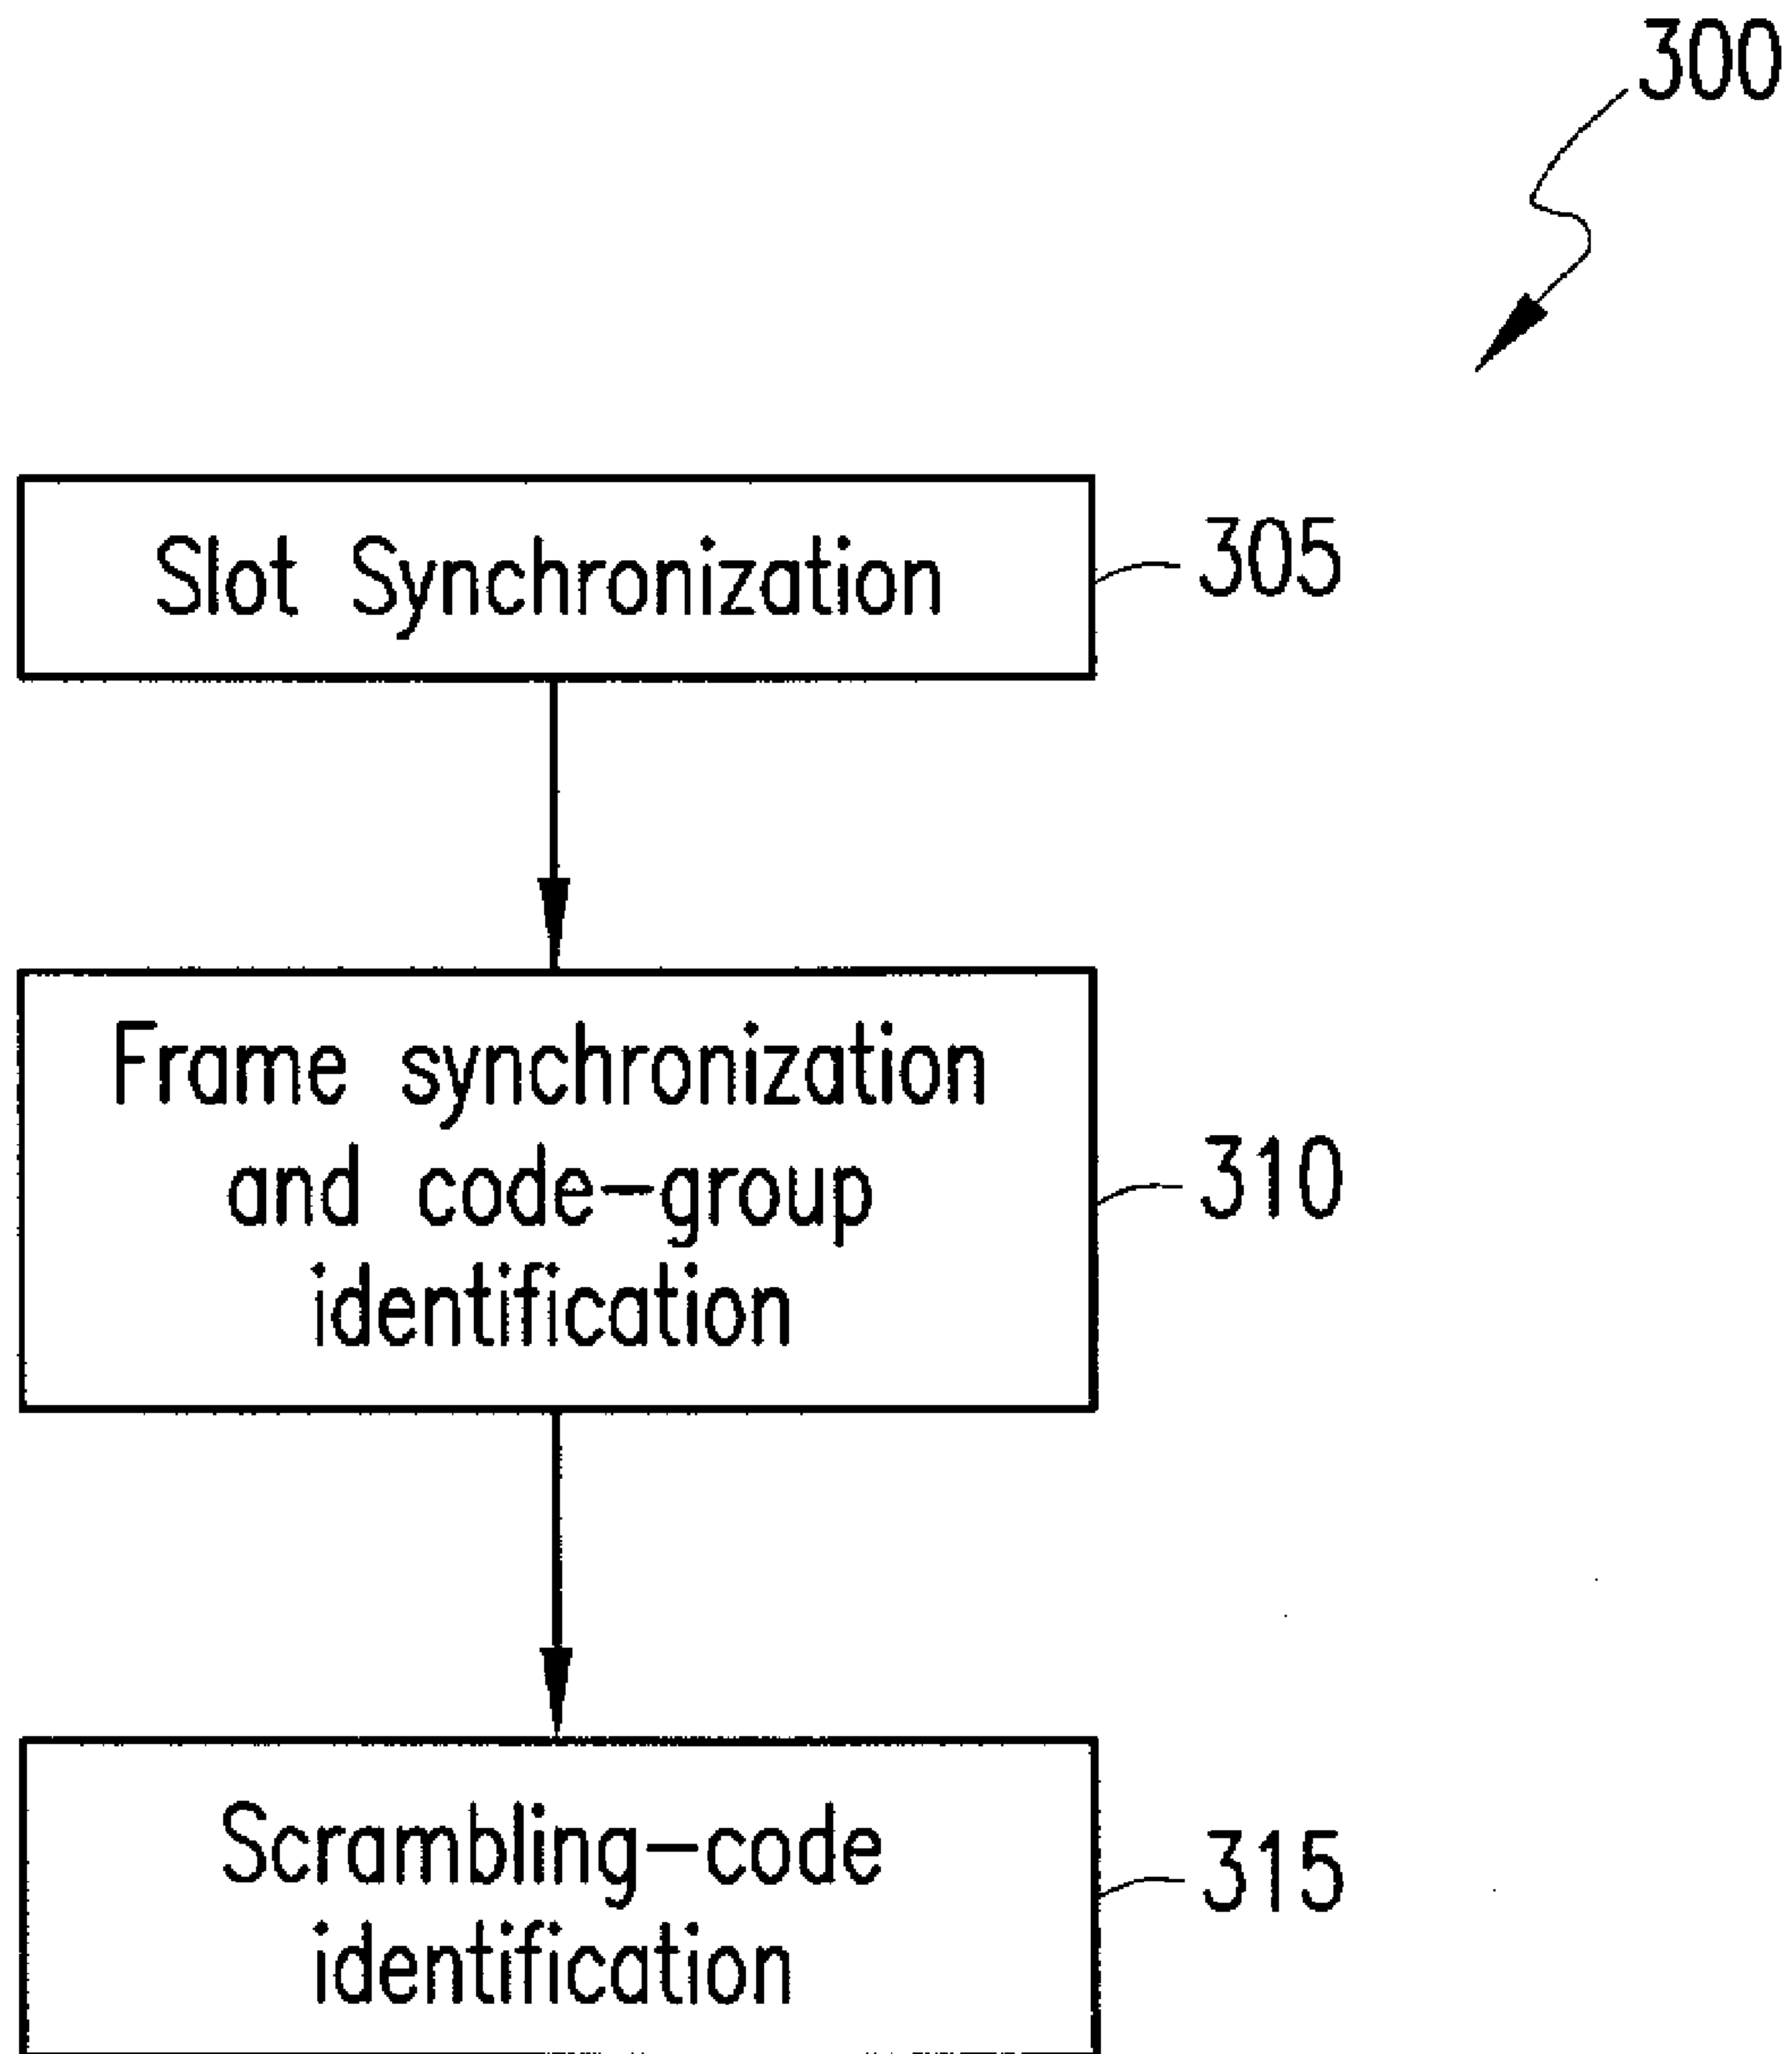 300
Slot Synchronization
305
Frame synchronization
and code-group
identification
310
Scrambling-code
identification
315